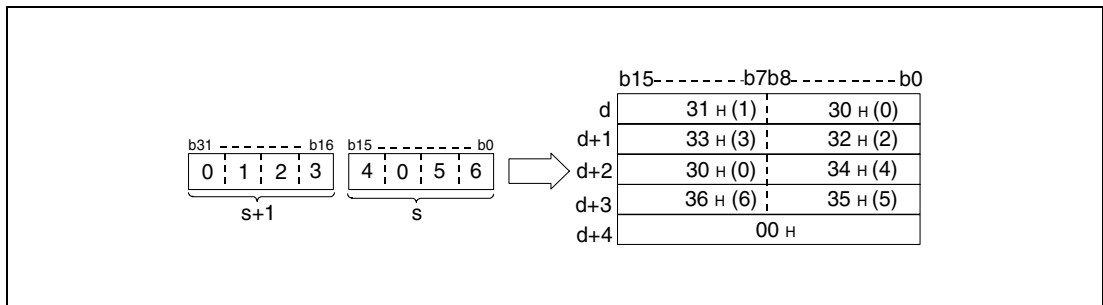 b15 b7b8 b0
d 31 H (1) 30 H (0)
d+1 33 H (3) 32 H (2)
d+2 30 H (0) 34 H (4)
d+3 36 H (6) 35 H (5)
d+4 00 H
b31 b16 b15 b0
0 1 2 3 4 0 5 6
s+1 s